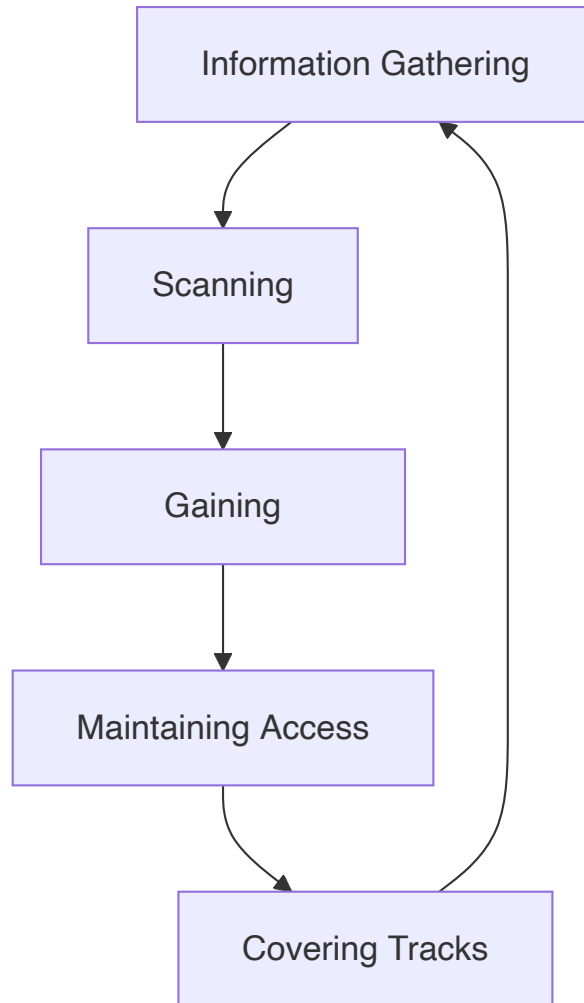 Information Gathering
Scanning
Gaining
Maintaining Access
Covering Tracks